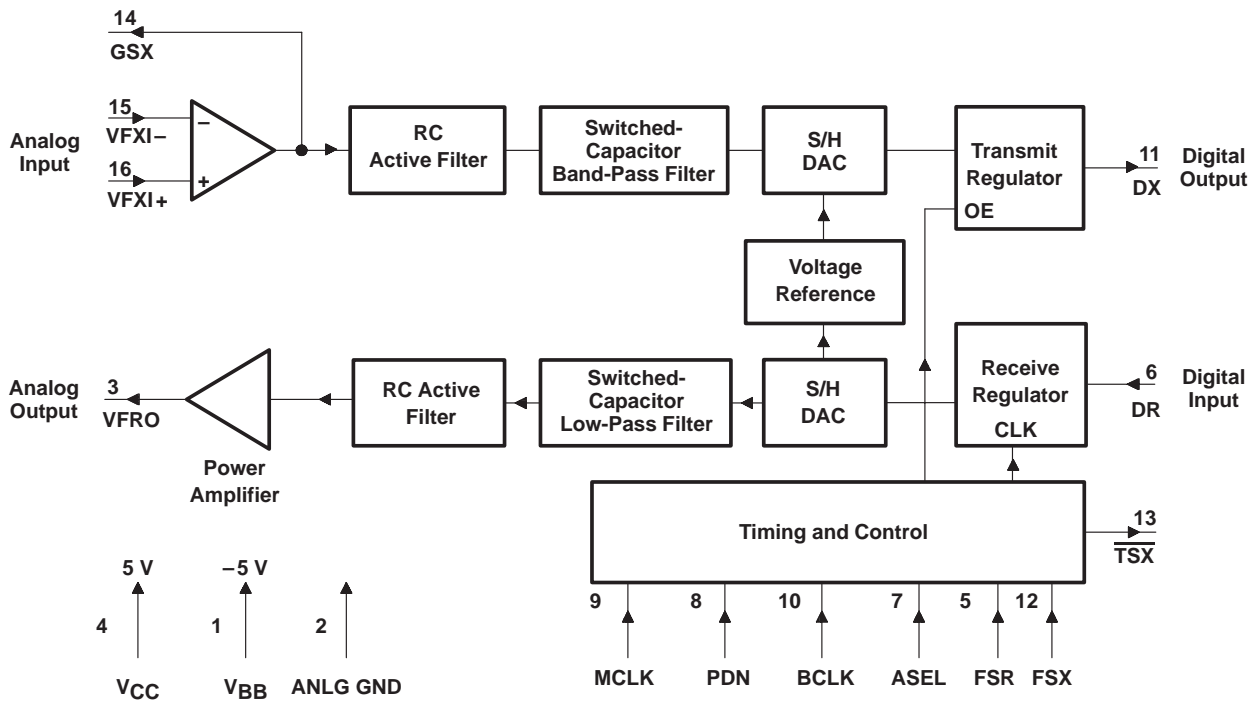 14
GSX
Analog
Input
15
VFXI–
16
VFXI+
–
+
RC
Active Filter
Switched-
Capacitor
Band-Pass Filter
S/H
DAC
Transmit
Regulator
OE
11
DX
Digital
Output
Voltage
Reference
Analog
Output
3
VFRO
Power
Amplifier
RC Active
Filter
Switched-
Capacitor
Low-Pass Filter
S/H
DAC
Receive
Regulator
CLK
6
DR
Digital
Input
Timing and Control
13
TSX
5 V
4
VCC
–5 V
1
VBB
2
ANLG GND
9
MCLK
8
PDN
10
BCLK
7
ASEL
5
FSR
12
FSX